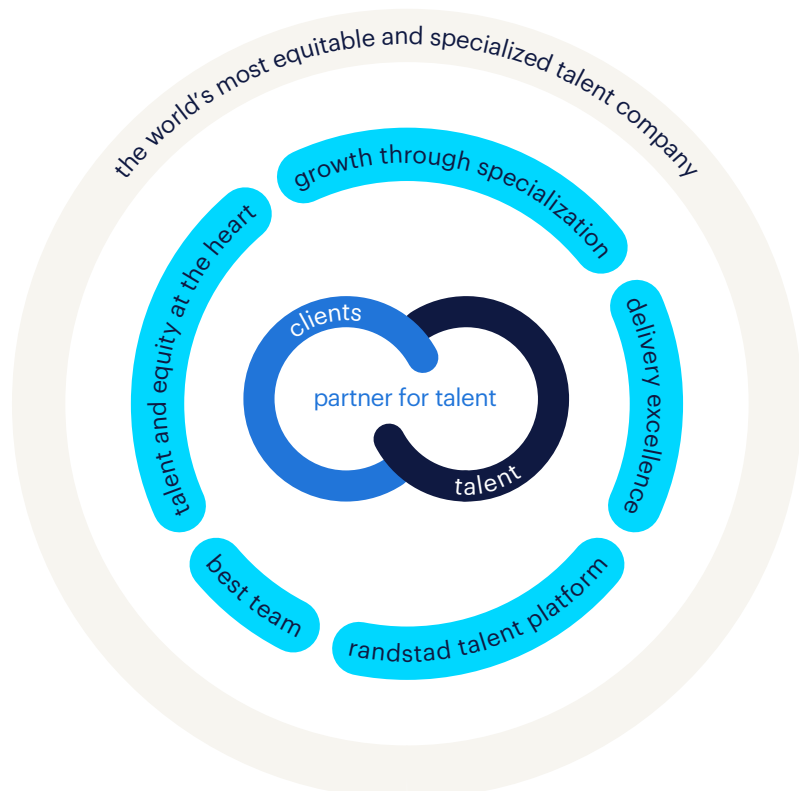 the world's most equitable and specialized talent company
growth through specialization
delivery excellence
randstad talent platform
best team
talent and equity at the heart
clients
partner for talent
talent